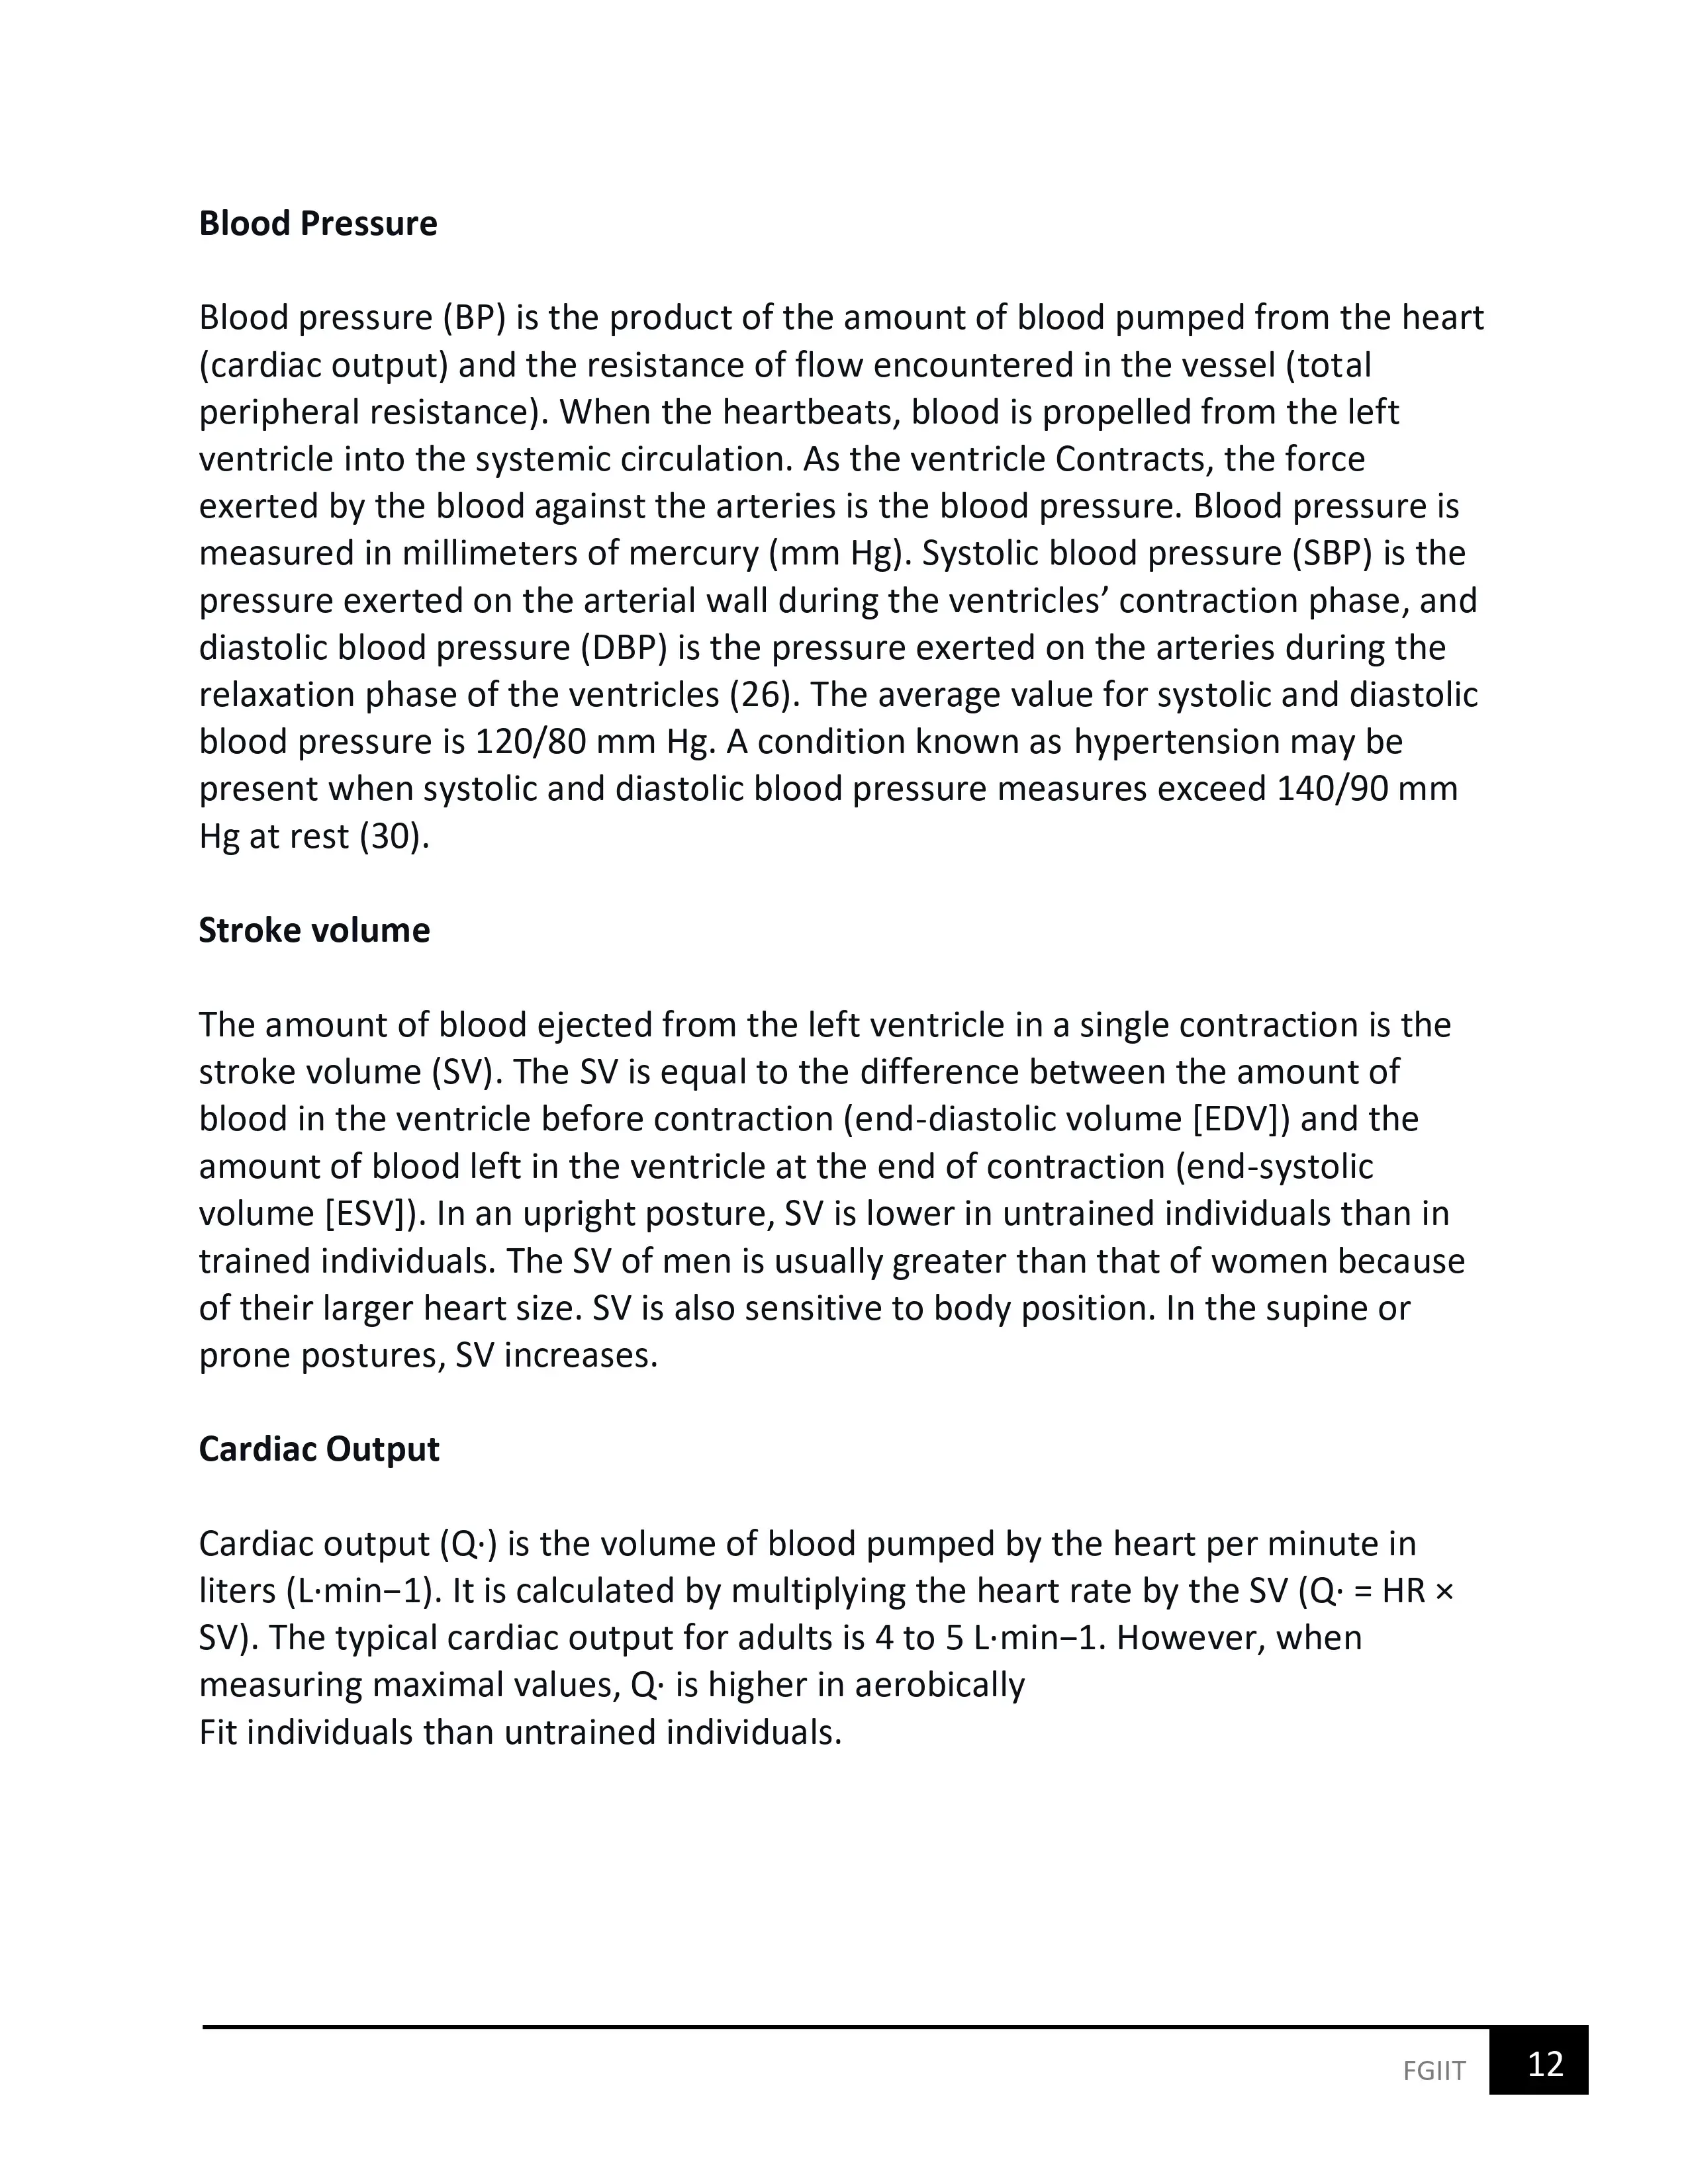 Blood Pressure
Blood pressure (BP) is the product of the amount of blood pumped from the heart
(cardiac output) and the resistance of flow encountered in the vessel (total
peripheral resistance). When the heartbeats, blood is propelled from the left
ventricle into the systemic circulation. As the ventricle Contracts, the force
exerted by the blood against the arteries is the blood pressure. Blood pressure is
measured in millimeters of mercury (mm Hg). Systolic blood pressure (SBP) is the
pressure exerted on the arterial wall during the ventricles’ contraction phase, and
diastolic blood pressure (DBP) is the pressure exerted on the arteries during the
relaxation phase of the ventricles (26). The average value for systolic and diastolic
blood pressure is 120/80 mm Hg. A condition known as hypertension may be
present when systolic and diastolic blood pressure measures exceed 140/90 mm
Hg at rest (30).
Stroke volume
The amount of blood ejected from the left ventricle in a single contraction is the
stroke volume (SV). The SV is equal to the difference between the amount of
blood in the ventricle before contraction (end-diastolic volume [EDV]) and the
amount of blood left in the ventricle at the end of contraction (end-systolic
volume [ESV]). In an upright posture, SV is lower in untrained individuals than in
trained individuals. The SV of men is usually greater than that of women because
of their larger heart size. SV is also sensitive to body position. In the supine or
prone postures, SV increases.
Cardiac Output
Cardiac output (Q·) is the volume of blood pumped by the heart per minute in
liters (L·min−1). It is calculated by multiplying the heart rate by the SV (Q· = HR ×
SV). The typical cardiac output for adults is 4 to 5 L·min−1. However, when
measuring maximal values, Q· is higher in aerobically
Fit individuals than untrained individuals.
FGIIT 12